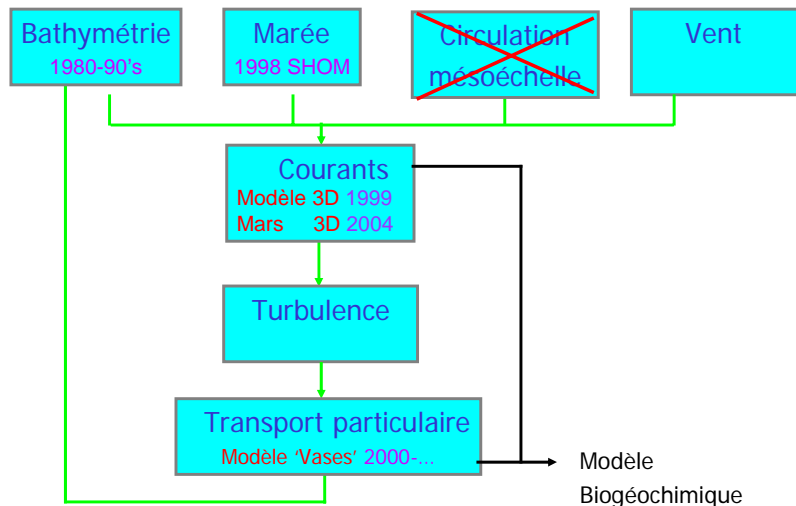 Bathymétrie
1980-90's
Marée
1998 SHOM
Circulation
mésoéchelle
Vent
Courants
Modèle 3D 1999
Mars 3D 2004
Turbulence
Transport particulaire
Modèle ‘Vases’ 2000-...
Modèle
Biogéochimique